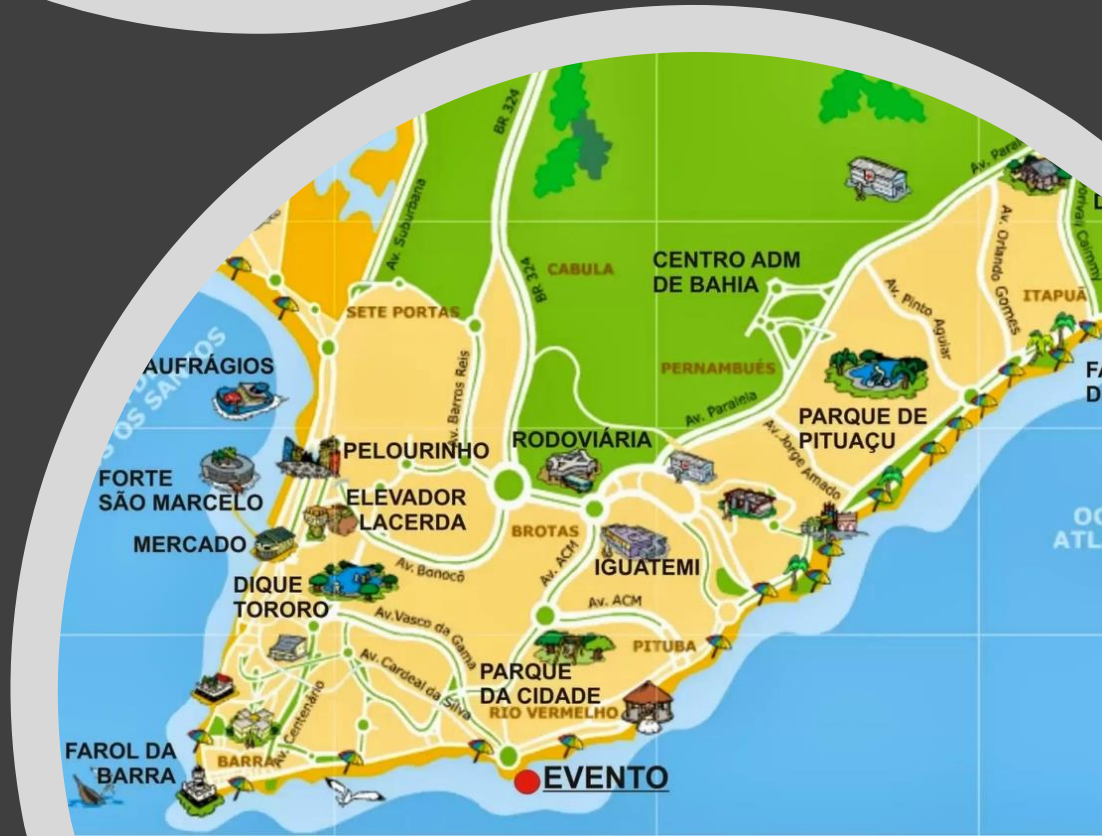 BR 324
Av. Suburbana
BR 324
CABULA
CENTRO ADM
DE BAHIA
Av. Orlando Gomes
ITAPUÃ
Av. Pinto Aguiar
SETE PORTAS
Av. Barros Reis
PERNAMBUÉS
Av. Paralela
AUFRÁGIOS
OS SANTOS
PARQUE DE
PITUAÇU
Av. Jorge Amado
PELOURINHO
RODOVIÁRIA
FORTE
SÃO MARCELO
ELEVADOR
LACERDA
MERCADO
BROTAS
Av. ACM
IGUATEMI
Av. Bonocô
DIQUE
TORORO
Av. ACM
Av.Vasco da Gama
PITUBA
Av. Cardeal da Silva
PARQUE
DA CIDADE
RIO VERMELHO
Av. Centenário
FAROL DA
BARRA
BARRA
EVENTO